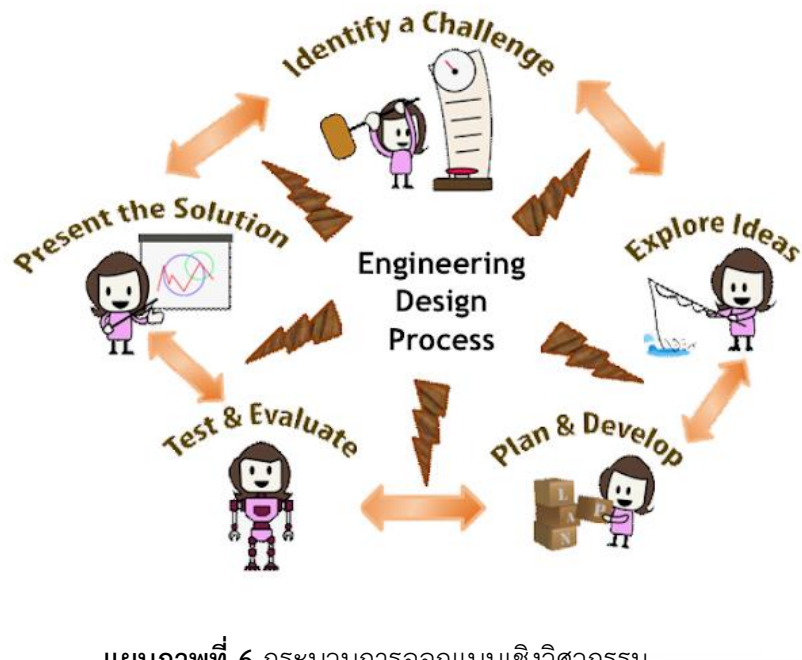 Identify a Challenge
Present the Solution
Explore Ideas
Engineering
Design
Process
Test & Evaluate
Plan & Develop
L
A P
N
แผนภาพที่ 6 กระบวนการออกแบบเชิงวิศวกรรม